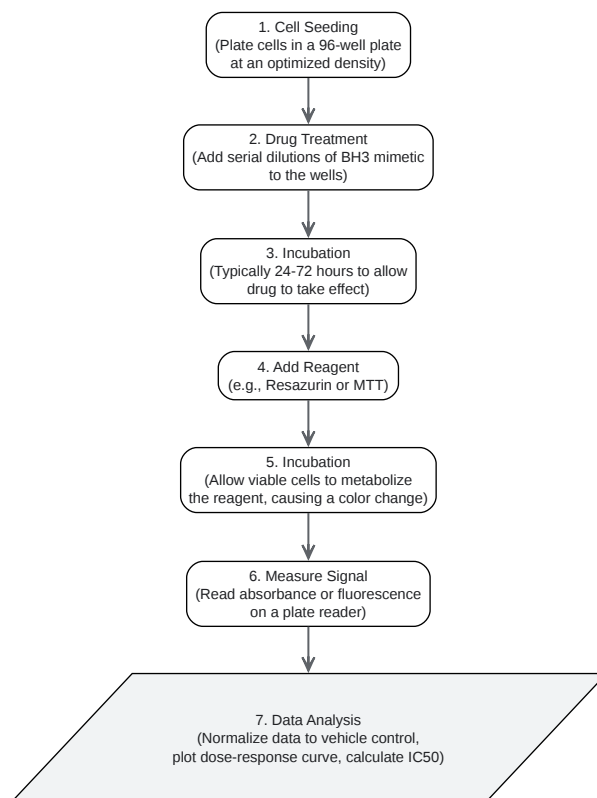 1. Cell Seeding
(Plate cells in a 96-well plate
at an optimized density)
2. Drug Treatment
(Add serial dilutions of BH3 mimetic
to the wells)
3. Incubation
(Typically 24-72 hours to allow
drug to take effect)
4. Add Reagent
(e.g., Resazurin or MTT)
5. Incubation
(Allow viable cells to metabolize
the reagent, causing a color change)
6. Measure Signal
(Read absorbance or fluorescence
on a plate reader)
7. Data Analysis
(Normalize data to vehicle control,
plot dose-response curve, calculate IC50)